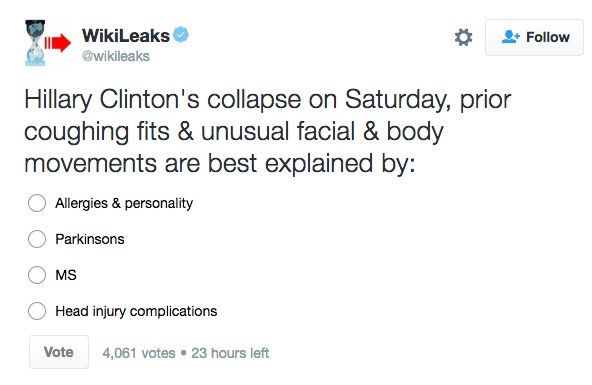 WikiLeaks
Follow
@wikileaks
Hillary Clinton's collapse on Saturday, prior
coughing fits & unusual facial & body
movements are best explained by:
Allergies & personality
Parkinsons
MS
Head injury complications
Vote
4,061 votes • 23 hours left